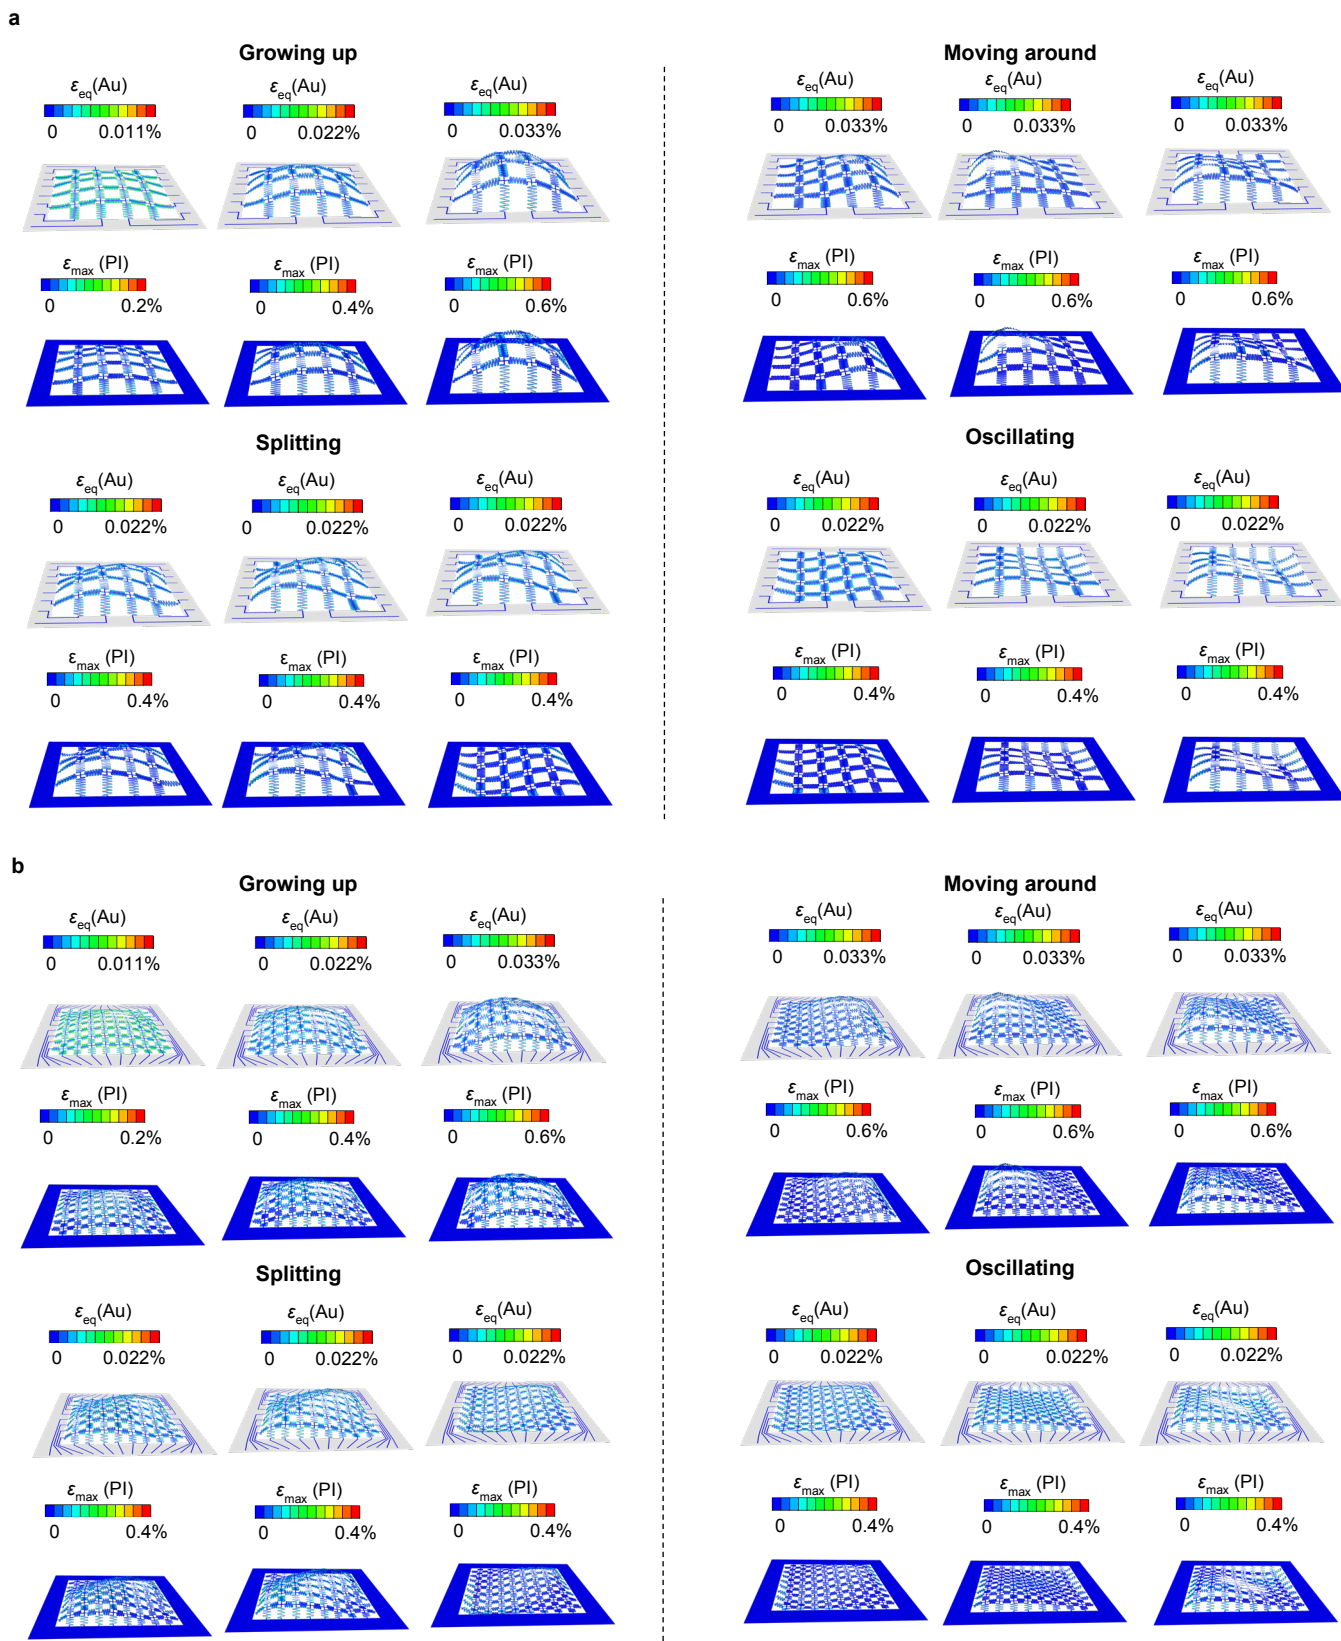 a
Growing up
εeq(Au) εeq(Au) εeq(Au)
0 0.011% 0 0.022% 0 0.033%
εmax (PI) εmax (PI) εmax (PI)
0 0.2% 0 0.4% 0 0.6%
Moving around
εeq(Au) εeq(Au) εeq(Au)
0 0.033% 0 0.033% 0 0.033%
εmax (PI) εmax (PI) εmax (PI)
0 0.6% 0 0.6% 0 0.6%
Splitting
εeq(Au) εeq(Au) εeq(Au)
0 0.022% 0 0.022% 0 0.022%
εmax (PI) εmax (PI) εmax (PI)
0 0.4% 0 0.4% 0 0.4%
Oscillating
εeq(Au) εeq(Au) εeq(Au)
0 0.022% 0 0.022% 0 0.022%
εmax (PI) εmax (PI) εmax (PI)
0 0.4% 0 0.4% 0 0.4%
b
Growing up
εeq(Au) εeq(Au) εeq(Au)
0 0.011% 0 0.022% 0 0.033%
εmax (PI) εmax (PI) εmax (PI)
0 0.2% 0 0.4% 0 0.6%
Moving around
εeq(Au) εeq(Au) εeq(Au)
0 0.033% 0 0.033% 0 0.033%
εmax (PI) εmax (PI) εmax (PI)
0 0.6% 0 0.6% 0 0.6%
Splitting
εeq(Au) εeq(Au) εeq(Au)
0 0.022% 0 0.022% 0 0.022%
εmax (PI) εmax (PI) εmax (PI)
0 0.4% 0 0.4% 0 0.4%
Oscillating
εeq(Au) εeq(Au) εeq(Au)
0 0.022% 0 0.022% 0 0.022%
εmax (PI) εmax (PI) εmax (PI)
0 0.4% 0 0.4% 0 0.4%